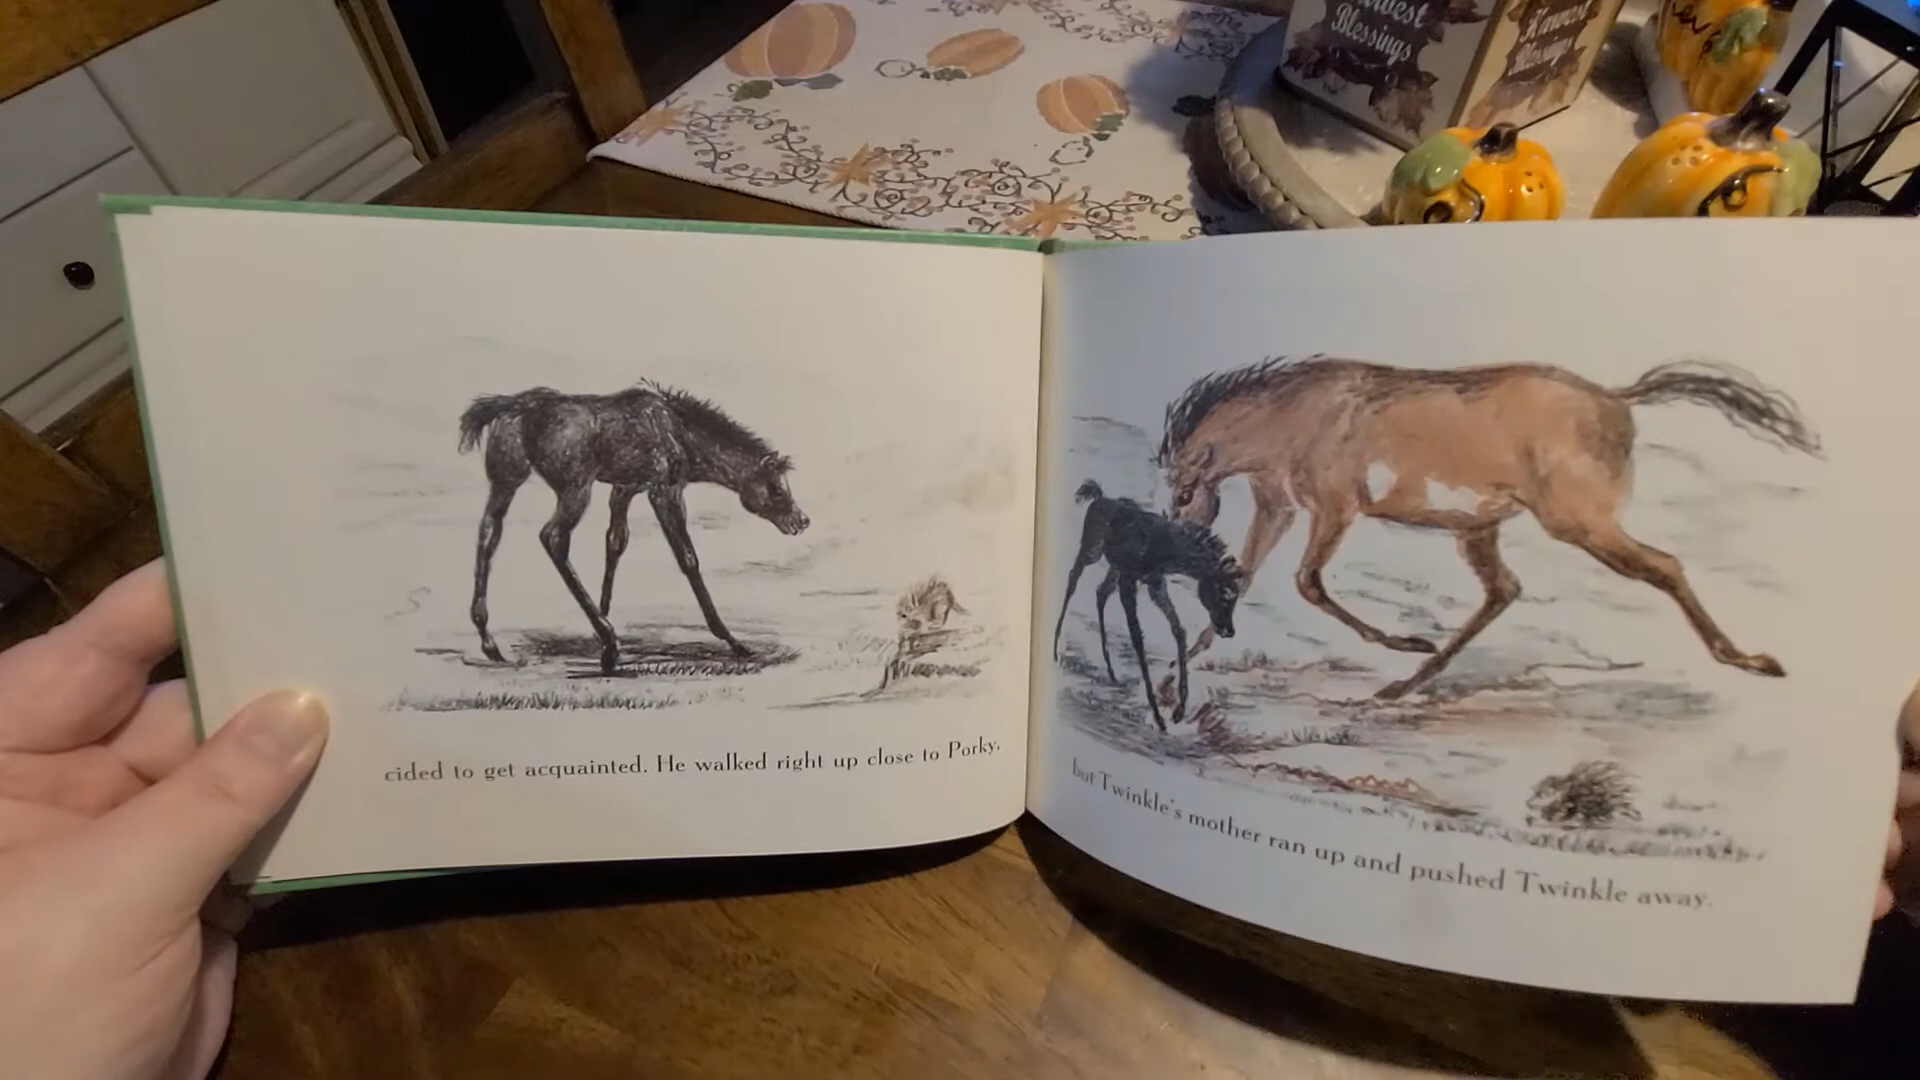 Harvest
Blessings
Harvest
Blessings
cided to get acquainted. He walked right up close to Porky,
but Twinkle's mother ran up and pushed Twinkle away.